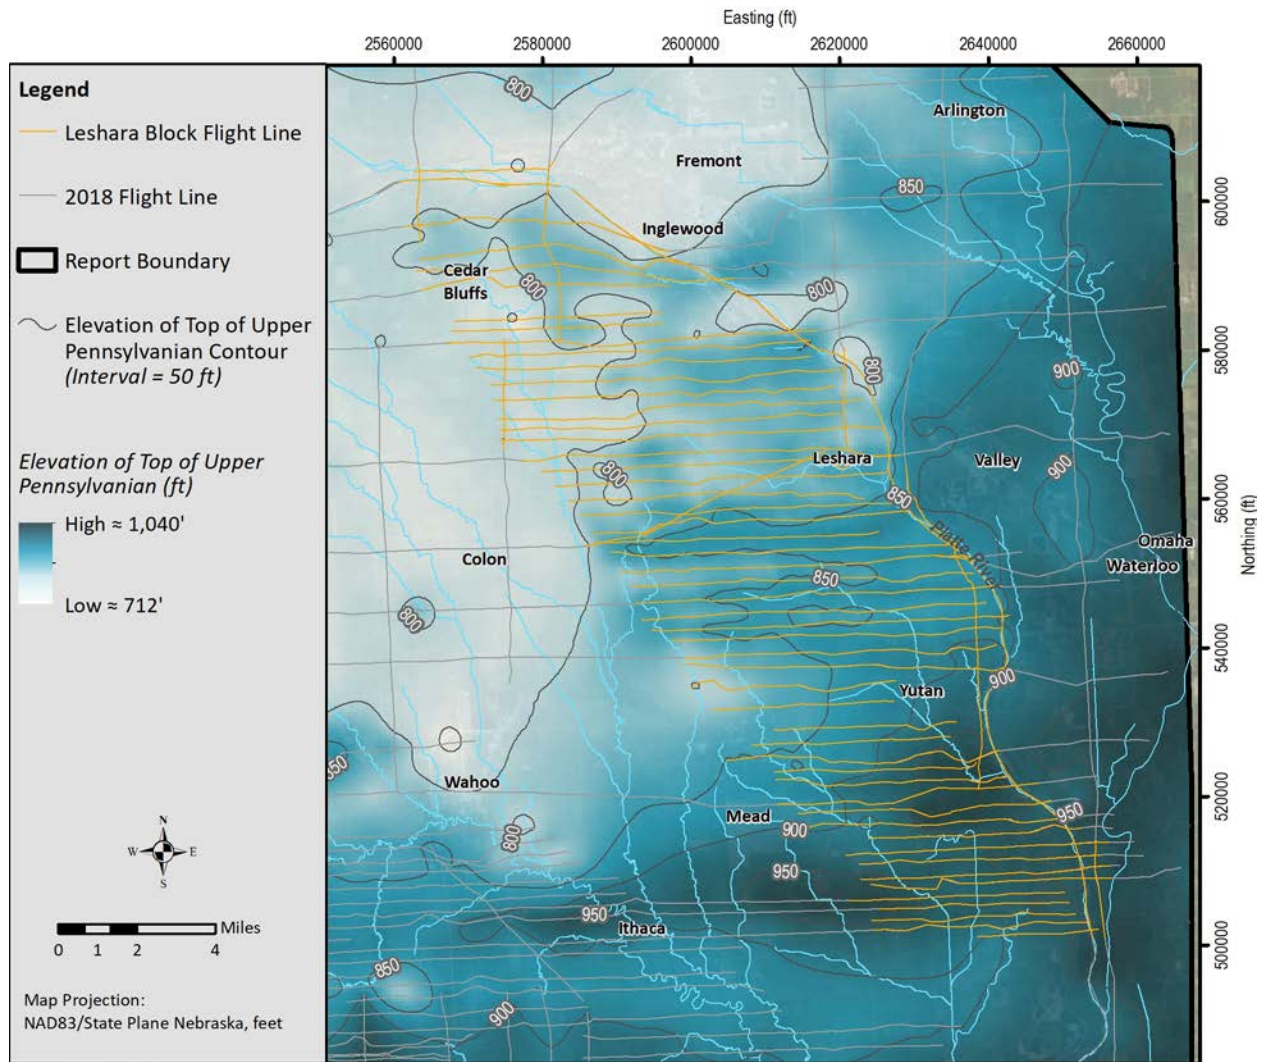 Easting (ft)
2560000 2580000 2600000 2620000 2640000 2660000
Legend
Leshara Block Flight Line
2018 Flight Line
Report Boundary
Elevation of Top of Upper
Pennsylvanian Contour
(Interval = 50 ft)
Elevation of Top of Upper
Pennsylvanian (ft)
High ≈ 1,040'
Low ≈ 712'
N
W E
S
Miles
0 1 2 4
Map Projection:
NAD83/State Plane Nebraska, feet
800
Arlington
Fremont
850
600000
Inglewood
Cedar
Bluffs
800
800
580000
800
900
Leshara
Valley
800
900
850
560000
Northing (ft)
Platte River
Omaha
Colon
Waterloo
850
800
540000
900
Yutan
850
Wahoo
520000
950
Mead
900
800
950
950
Ithaca
500000
850
900